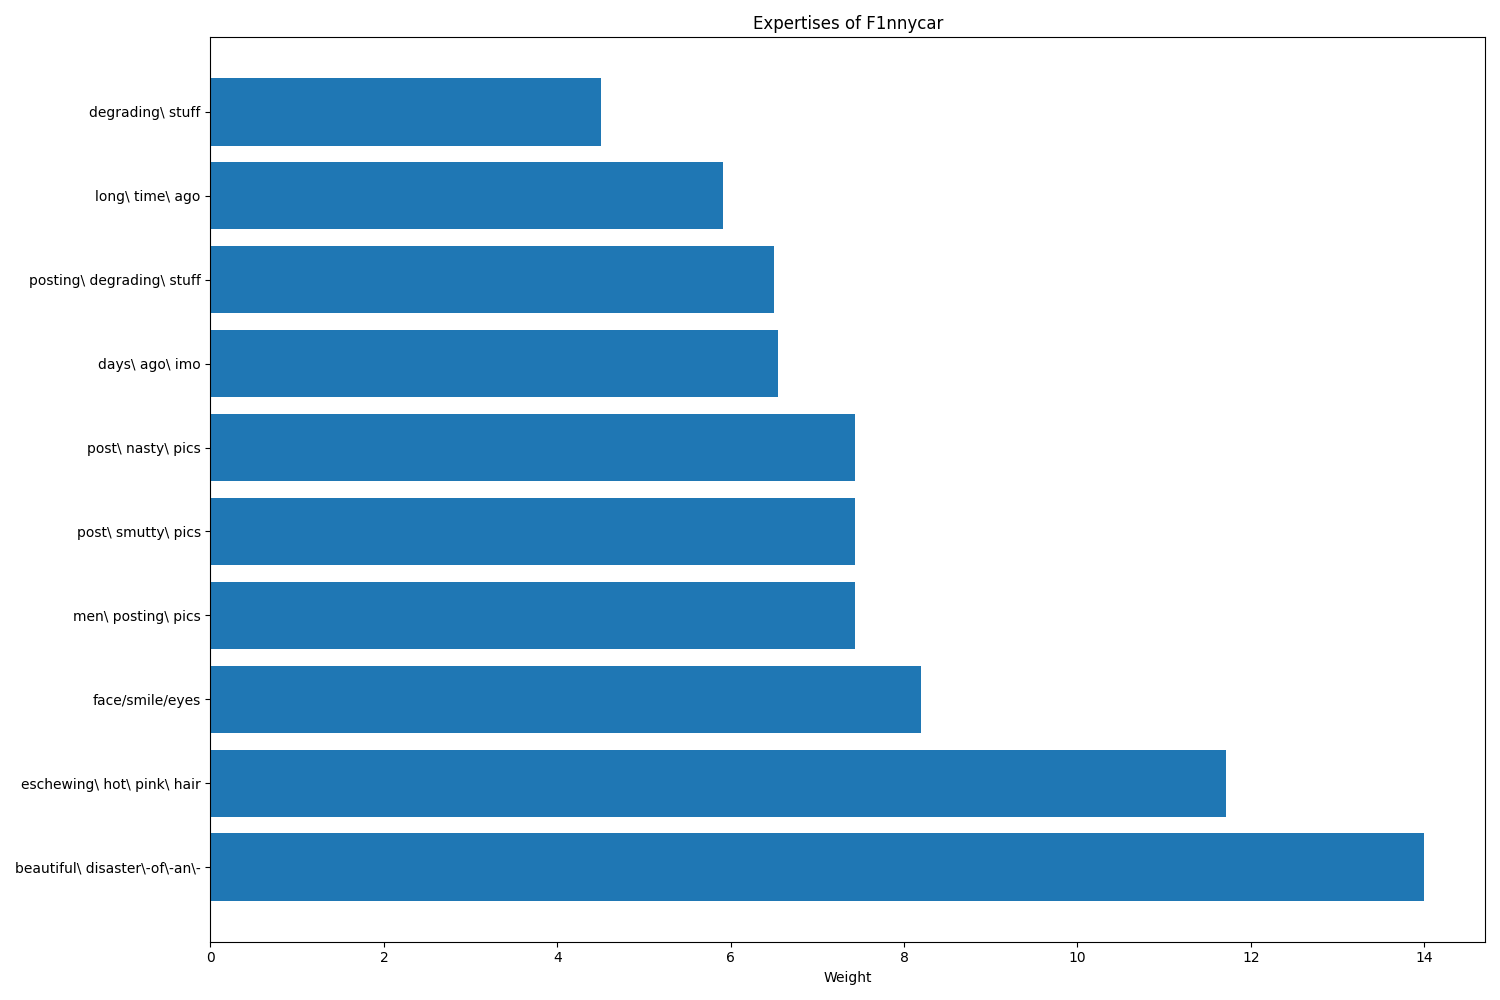 Expertises of F1nnycar
degrading\ stuff
long\ time\ ago
posting\ degrading\ stuff
days\ ago\ imo
post\ nasty\ pics
post\ smutty\ pics
men\ posting\ pics
face/smile/eyes
eschewing\ hot\ pink\ hair
beautiful\ disaster\-of\-an\-
0 2 4 6 8 10 12 14
Weight